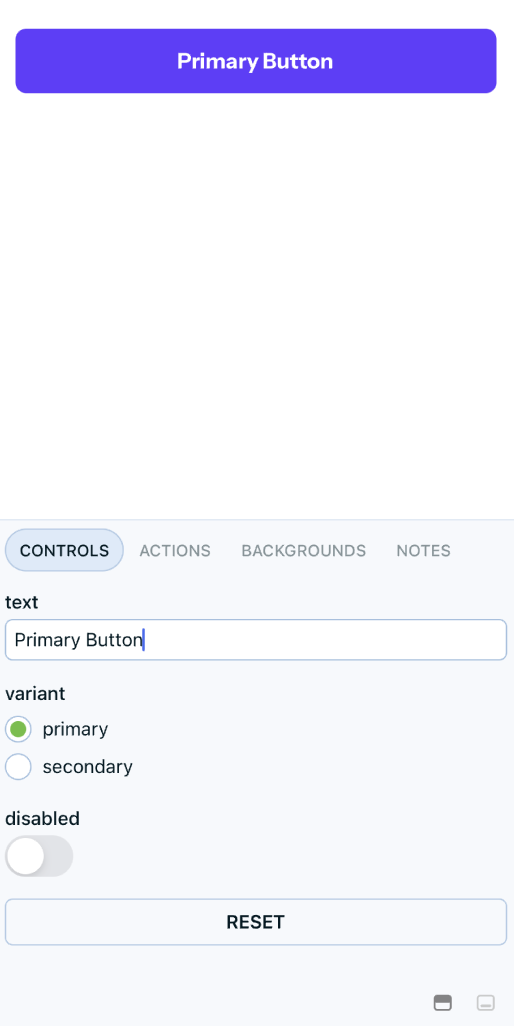 Primary Button
CONTROLS ACTIONS BACKGROUNDS NOTES
text
Primary Button
variant
primary
secondary
disabled
RESET